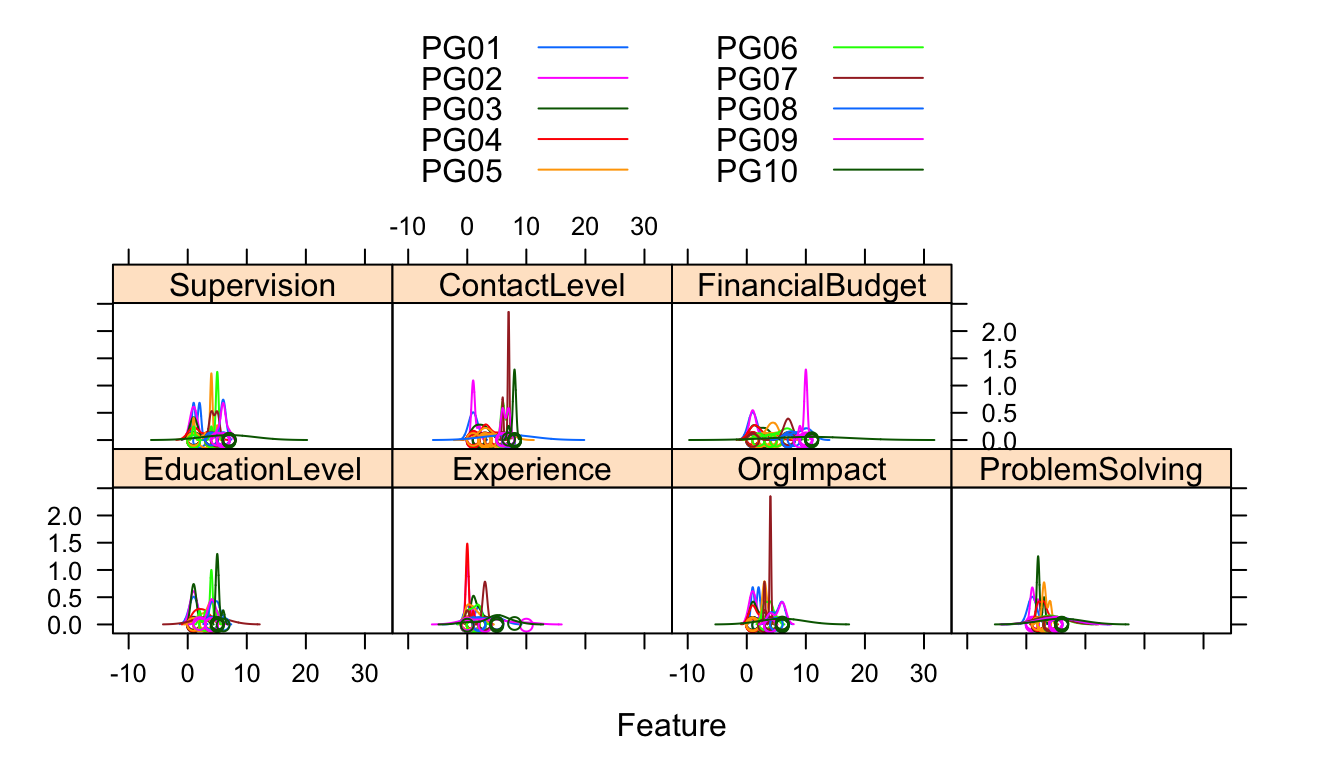 PG01 PG06
PG02 PG07
PG03 PG08
PG04 PG09
PG05 PG10
-10 0 10 20 30
Supervision ContactLevel FinancialBudget
2.0
1.5
1.0
0.5
0.0
EducationLevel Experience OrgImpact ProblemSolving
2.0
1.5
1.0
0.5
0.0
-10 0 10 20 30 -10 0 10 20 30
Feature